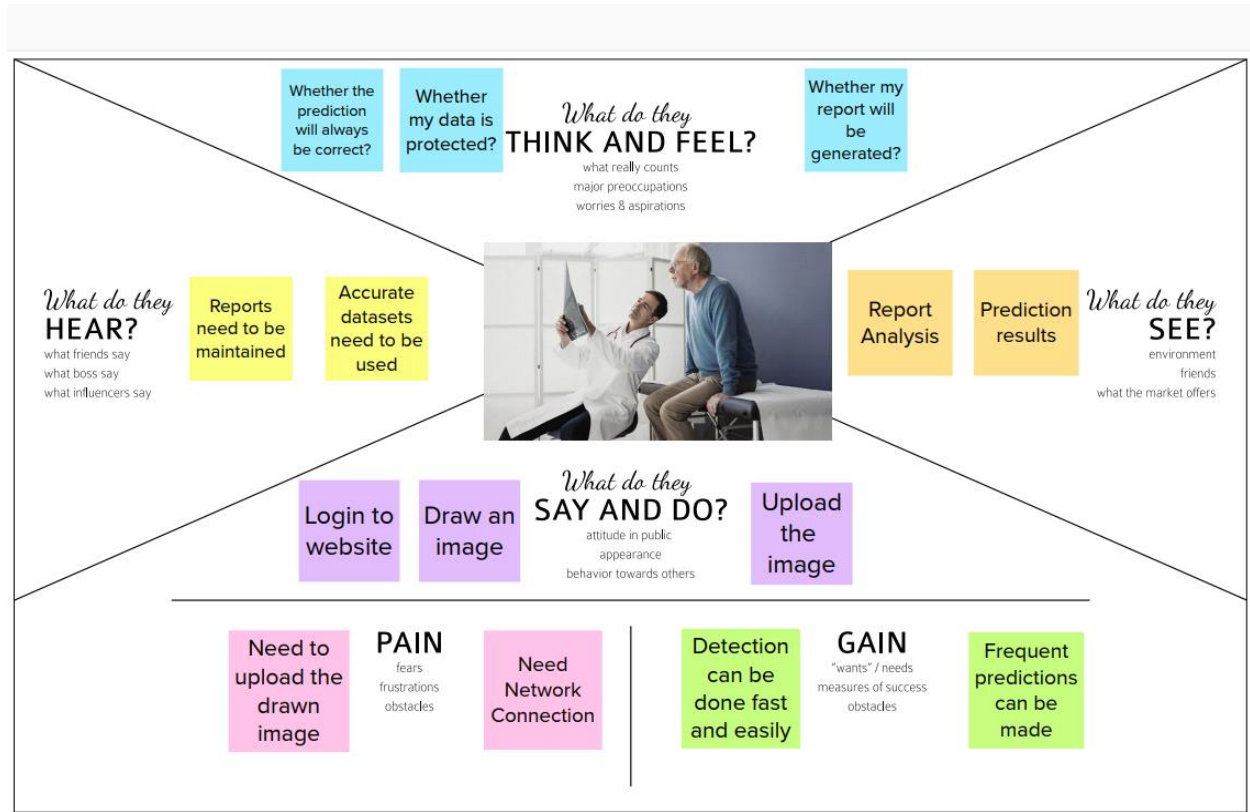 Whether the
prediction
will always
be correct?
Whether
my data is
protected?
What do they
THINK AND FEEL?
what really counts
major preoccupations
worries & aspirations
Whether my
report will
be
generated?
What do they
HEAR?
what friends say
what boss say
what influencers say
Reports
need to be
maintained
Accurate
datasets
need to be
used
Report
Analysis
Prediction
results
What do they
SEE?
environment
friends
what the market offers
Login to
website
Draw an
image
What do they
SAY AND DO?
attitude in public
appearance
behavior towards others
Upload
the
image
Need to
upload the
drawn
image
PAIN
fears
frustrations
obstacles
Need
Network
Connection
Detection
can be
done fast
and easily
GAIN
"wants" / needs
measures of success
obstacles
Frequent
predictions
can be
made